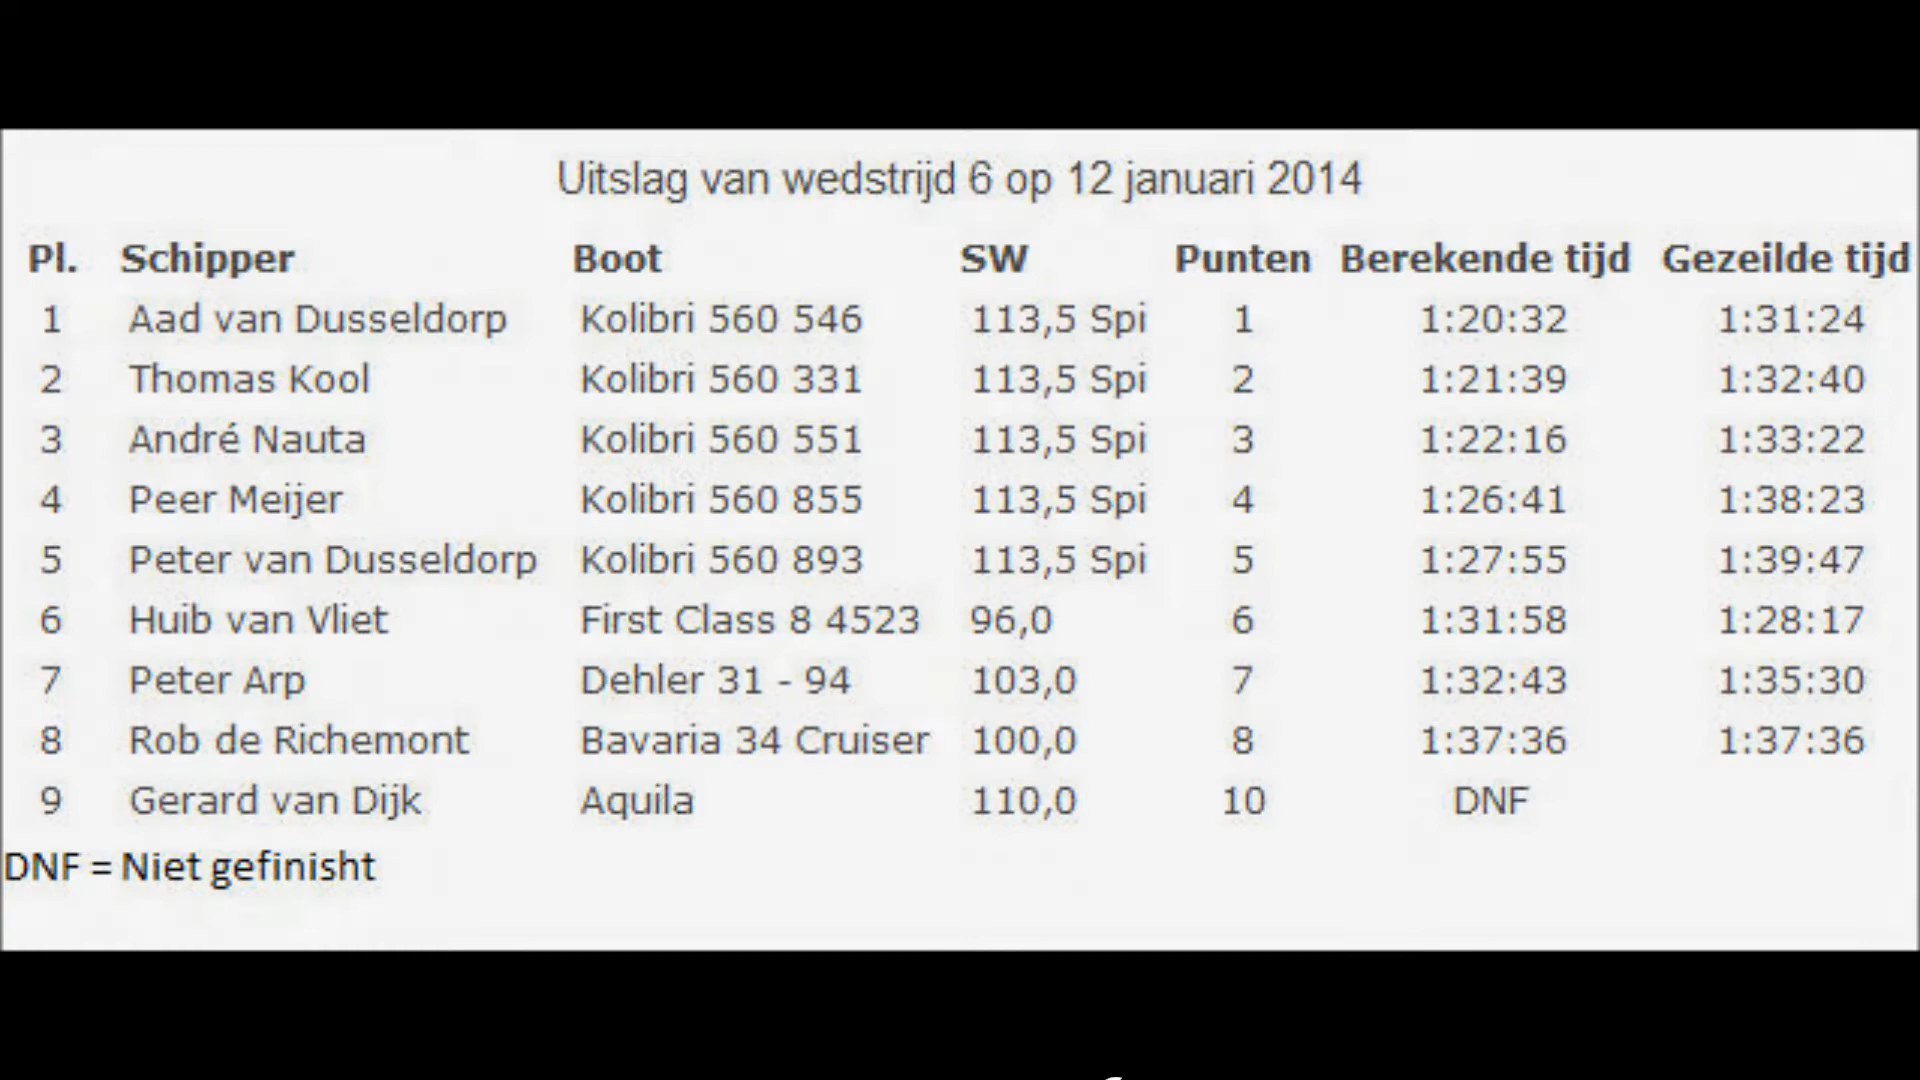 Uitslag van wedstrijd 6 op 12 januari 2014
Pl. Schipper Boot SW Punten Berekende tijd Gezeilde tijd
1 Aad van Dusseldorp Kolibri 560 546 113,5 Spi 1 1:20:32 1:31:24
2 Thomas Kool Kolibri 560 331 113,5 Spi 2 1:21:39 1:32:40
3 André Nauta Kolibri 560 551 113,5 Spi 3 1:22:16 1:33:22
4 Peer Meijer Kolibri 560 855 113,5 Spi 4 1:26:41 1:38:23
5 Peter van Dusseldorp Kolibri 560 893 113,5 Spi 5 1:27:55 1:39:47
6 Huib van Vliet First Class 8 4523 96,0 6 1:31:58 1:28:17
7 Peter Arp Dehler 31 - 94 103,0 7 1:32:43 1:35:30
8 Rob de Richemont Bavaria 34 Cruiser 100,0 8 1:37:36 1:37:36
9 Gerard van Dijk Aquila 110,0 10 DNF
DNF = Niet gefinisht